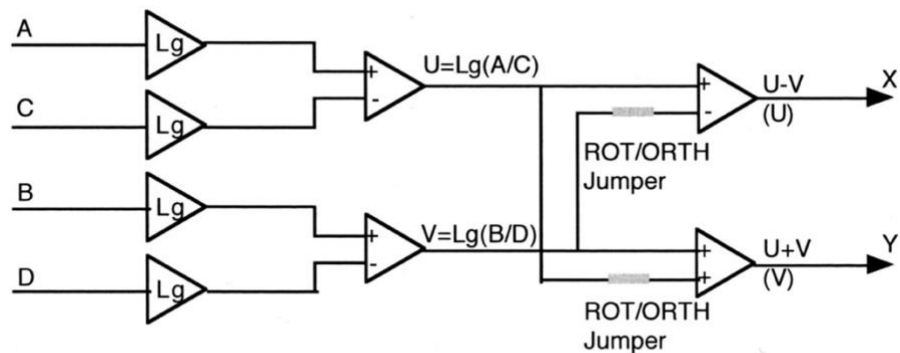 A
Lg
+
-
U=Lg(A/C)
+
-
U-V
(U)
X
C
Lg
ROT/ORTH
Jumper
B
Lg
+
-
V=Lg(B/D)
+
+
U+V
(V)
Y
D
Lg
ROT/ORTH
Jumper